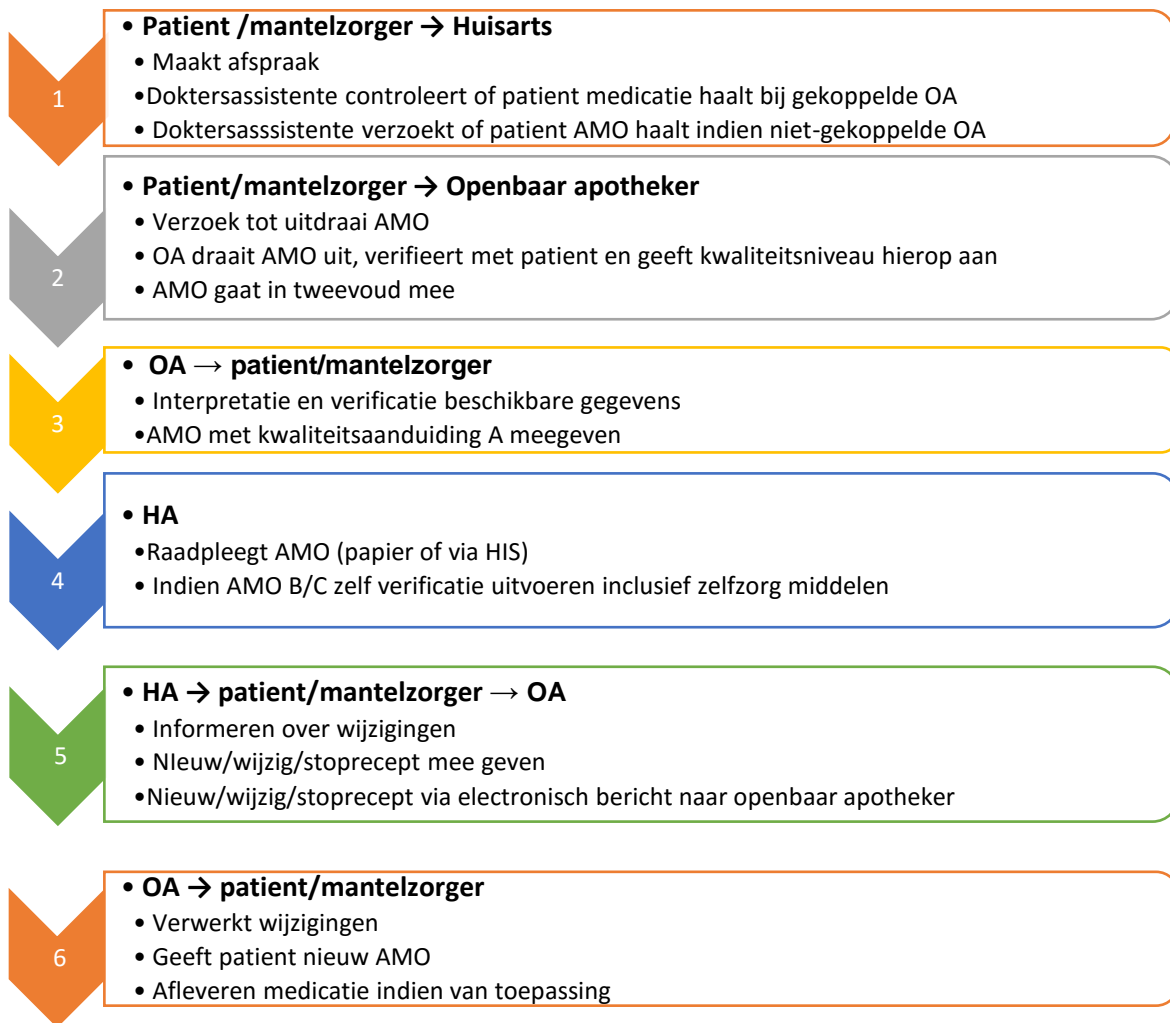 1
• Patient /mantelzorger → Huisarts
• Maakt afspraak
•Doktersassistente controleert of patient medicatie haalt bij gekoppelde OA
• Doktersasssistente verzoekt of patient AMO haalt indien niet-gekoppelde OA
2
• Patient/mantelzorger → Openbaar apotheker
• Verzoek tot uitdraai AMO
• OA draait AMO uit, verifieert met patient en geeft kwaliteitsniveau hierop aan
• AMO gaat in tweevoud mee
3
• OA → patient/mantelzorger
• Interpretatie en verificatie beschikbare gegevens
•AMO met kwaliteitsaanduiding A meegeven
4
• HA
•Raadpleegt AMO (papier of via HIS)
• Indien AMO B/C zelf verificatie uitvoeren inclusief zelfzorg middelen
5
• HA → patient/mantelzorger → OA
• Informeren over wijzigingen
• NIeuw/wijzig/stoprecept mee geven
•Nieuw/wijzig/stoprecept via electronisch bericht naar openbaar apotheker
6
• OA → patient/mantelzorger
• Verwerkt wijzigingen
• Geeft patient nieuw AMO
• Afleveren medicatie indien van toepassing